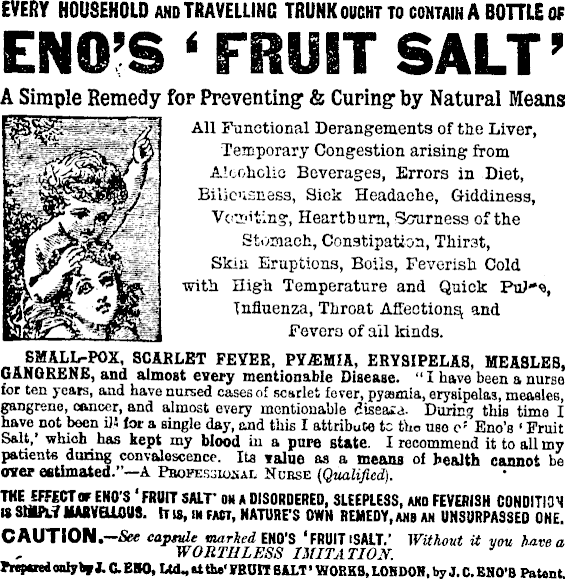 EVERY HOUSEHOLD AND TRAVELLING TRUNK OUGHT TO CONTAIN A BOTTLE OF
ENO'S 'FRUIT SALT'
A Simple Remedy for Preventing & Curing by Natural Means
All Functional Derangements of the Liver,
Temporary Congestion arising from
Alcoholic Beverages, Errors in Diet,
Biliousness, Sick Headache, Giddiness,
Vomiting, Heartburn, Sourness of the
Stomach, Constipation, Thirst,
Skin Eruptions, Boils, Feverish Cold
with High Temperature and Quick Pulse,
Influenza, Throat Affections, and
Fevers of all kinds.
SMALL-POX, SCARLET FEVER, PYÆMIA, ERYSIPELAS, MEASLES,
GANGRENE, and almost every mentionable Disease. "I have been a nurse
for ten years, and have nursed cases of scarlet fever, pyæmia, erysipelas, measles,
gangrene, cancer, and almost every mentionable disease. During this time I
have not been ill for a single day, and this I attribute to the use of Eno's 'Fruit
Salt,' which has kept my blood in a pure state. I recommend it to all my
patients during convalescence. Its value as a means of health cannot be
over estimated."—A PROFESSIONAL NURSE (Qualified).
THE EFFECT OF ENO'S 'FRUIT SALT' ON A DISORDERED, SLEEPLESS, AND FEVERISH CONDITION
IS SIMPLY MARVELLOUS. IT IS, IN FACT, NATURE'S OWN REMEDY, AND AN UNSURPASSED ONE.
CAUTION.—See capsule marked ENO'S 'FRUIT SALT.' Without it you have a
WORTHLESS IMITATION.
Prepared only by J. C. ENO, Ltd., at the 'FRUIT SALT' WORKS, LONDON, by J. C. ENO'S Patent.